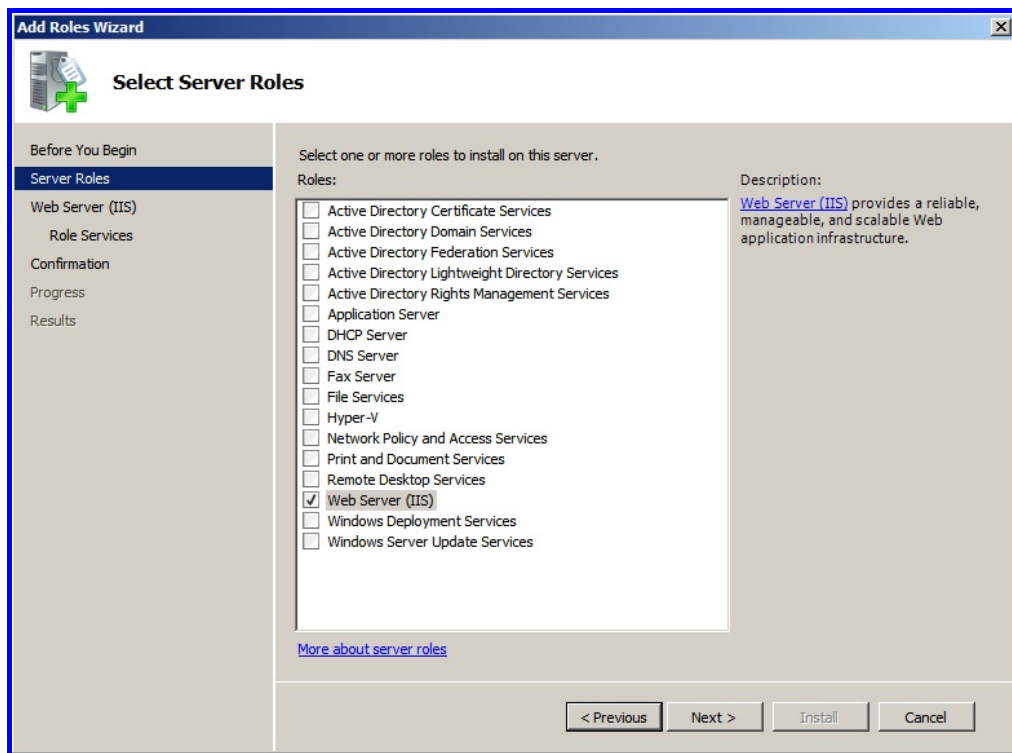 Add Roles Wizard
Select Server Roles
Before You Begin
Server Roles
Web Server (IIS)
Role Services
Confirmation
Progress
Results
Select one or more roles to install on this server.
Roles:
Active Directory Certificate Services
Active Directory Domain Services
Active Directory Federation Services
Active Directory Lightweight Directory Services
Active Directory Rights Management Services
Application Server
DHCP Server
DNS Server
Fax Server
File Services
Hyper-V
Network Policy and Access Services
Print and Document Services
Remote Desktop Services
Web Server (IIS)
Windows Deployment Services
Windows Server Update Services
More about server roles
Description:
Web Server (IIS) provides a reliable,
manageable, and scalable Web
application infrastructure.
< Previous
Next >
Install
Cancel